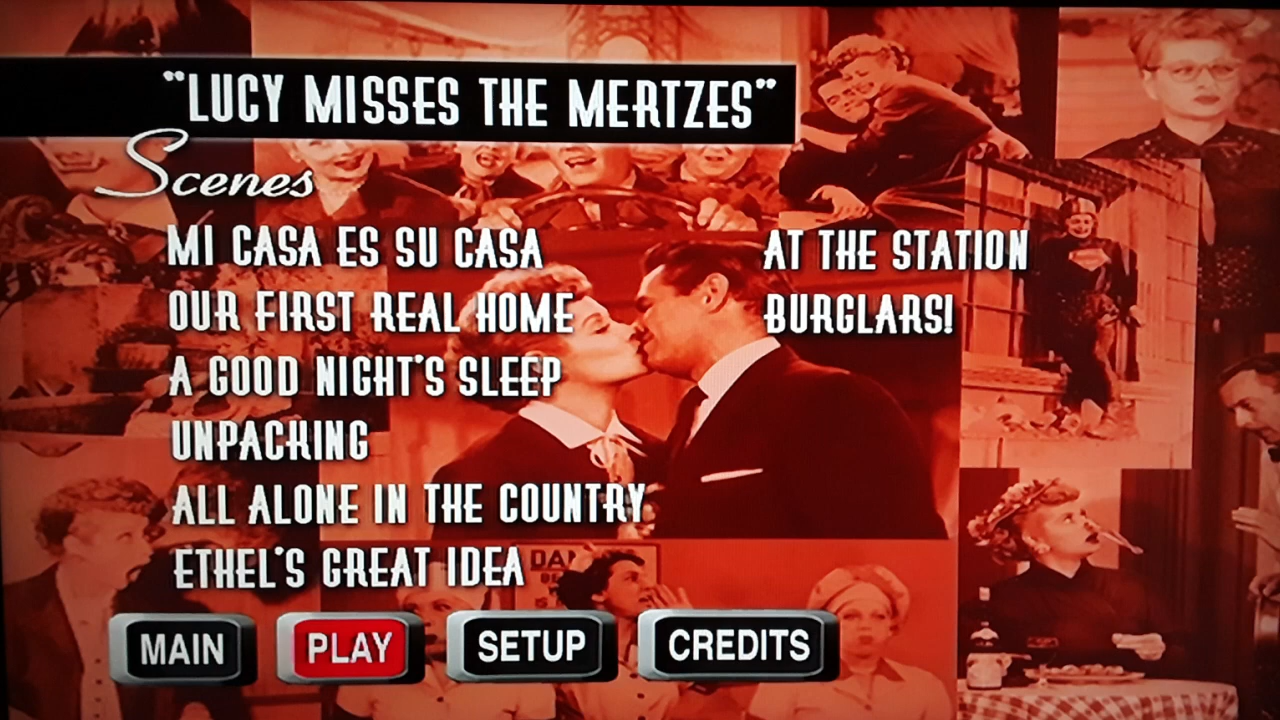 "LUCY MISSES THE MERTZES"
Scenes
MI CASA ES SU CASA
OUR FIRST REAL HOME
A GOOD NIGHT'S SLEEP
UNPACKING
ALL ALONE IN THE COUNTRY
ETHEL'S GREAT IDEA
AT THE STATION
BURGLARS!
MAIN
PLAY
SETUP
CREDITS